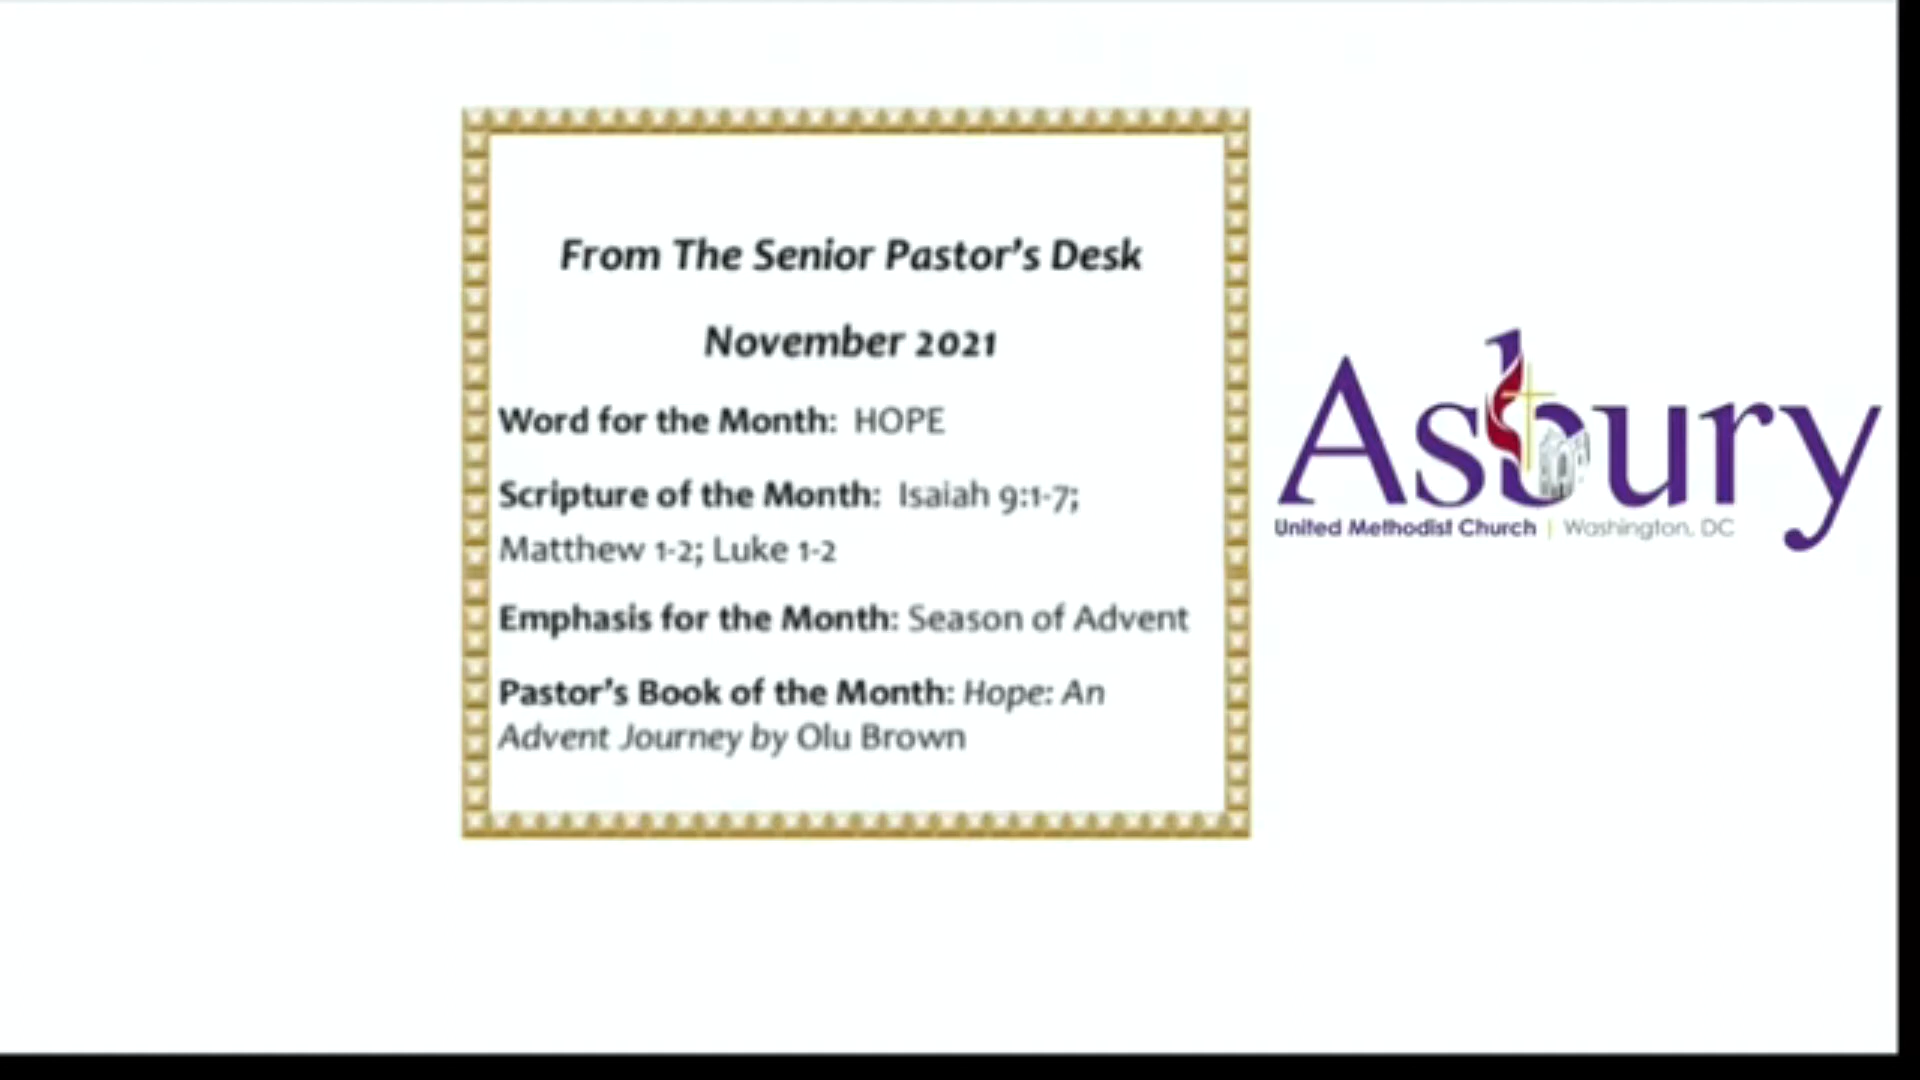 From The Senior Pastor's Desk
November 2021
Word for the Month: HOPE
Scripture of the Month: Isaiah 9:1-7;
Matthew 1-2; Luke 1-2
Emphasis for the Month: Season of Advent
Pastor's Book of the Month: Hope: An
Advent Journey by Olu Brown
Asbury
United Methodist Church | Washington, DC